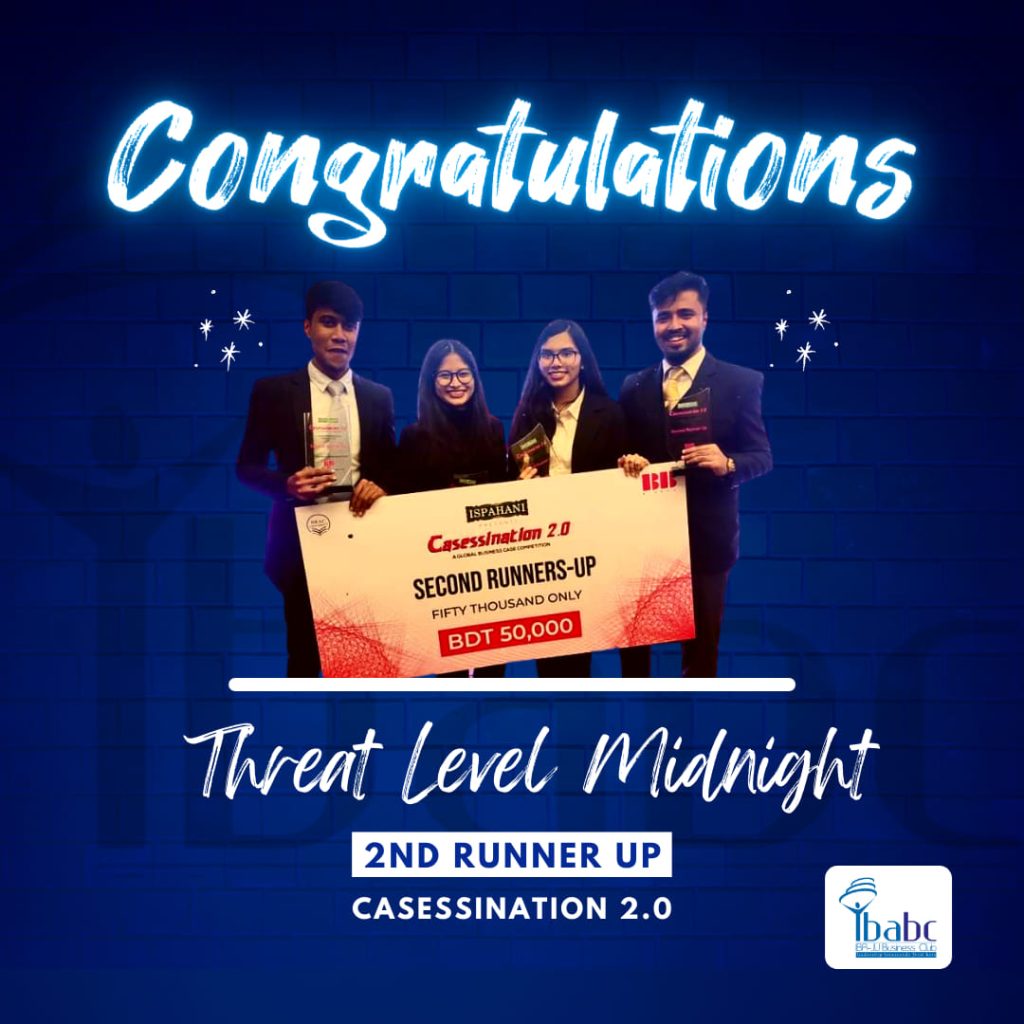 Congratulations
ISPAHANI
PRESENTS
Casessination 2.0
A GLOBAL BUSINESS CASE COMPETITION
SECOND RUNNERS-UP
FIFTY THOUSAND ONLY
BDT 50,000
Threat Level Midnight
2ND RUNNER UP
CASESSINATION 2.0
ibabc
IBA-JU Business Club